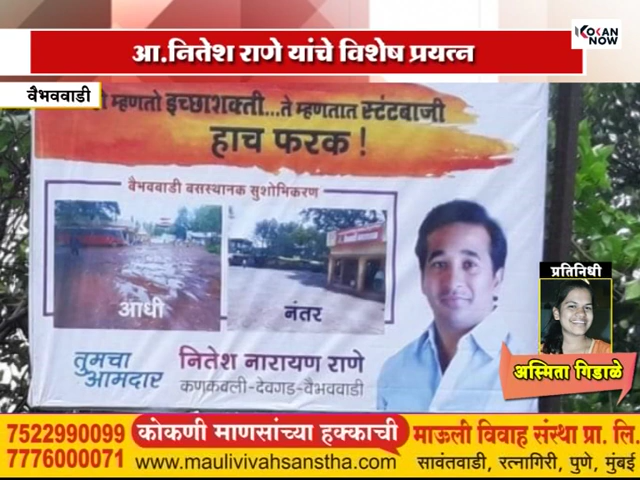 KOKAN
NOW
आ.नितेश राणे यांचे विशेष प्रयत्न
वैभववाडी
म्हणतो इच्छाशक्ती...ते म्हणतात स्टंटबाजी
हाच फरक !
वैभववाडी बसस्थानक सुशोभिकरण
आधी
नंतर
तुमचा
आमदार
नितेश नारायण राणे
कणकवली-देवगड-वैभववाडी
प्रतिनिधी
अस्मिता गिडाळे
7522990099
7776000071
कोकणी माणसांच्या हक्काची
www.maulivivahsanstha.com
माऊली विवाह संस्था प्रा. लि.
सावंतवाडी, रत्नागिरी, पुणे, मुंबई